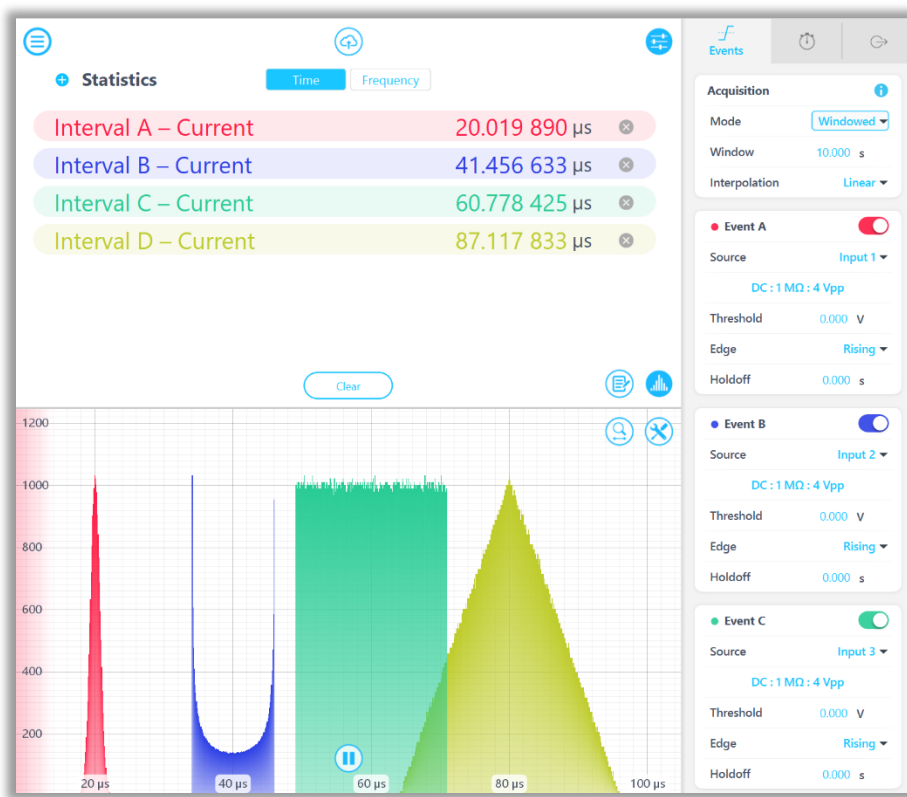 Statistics
Time Frequency
Interval A – Current 20.019 890 µs
Interval B – Current 41.456 633 µs
Interval C – Current 60.778 425 µs
Interval D – Current 87.117 833 µs
Clear
1200
1000
800
600
400
200
20 µs 40 µs 60 µs 80 µs 100 µs
Events
Acquisition
Mode Windowed
Window 10.000 s
Interpolation Linear
Event A
Source Input 1
DC : 1 MΩ : 4 Vpp
Threshold 0.000 V
Edge Rising
Holdoff 0.000 s
Event B
Source Input 2
DC : 1 MΩ : 4 Vpp
Threshold 0.000 V
Edge Rising
Holdoff 0.000 s
Event C
Source Input 3
DC : 1 MΩ : 4 Vpp
Threshold 0.000 V
Edge Rising
Holdoff 0.000 s